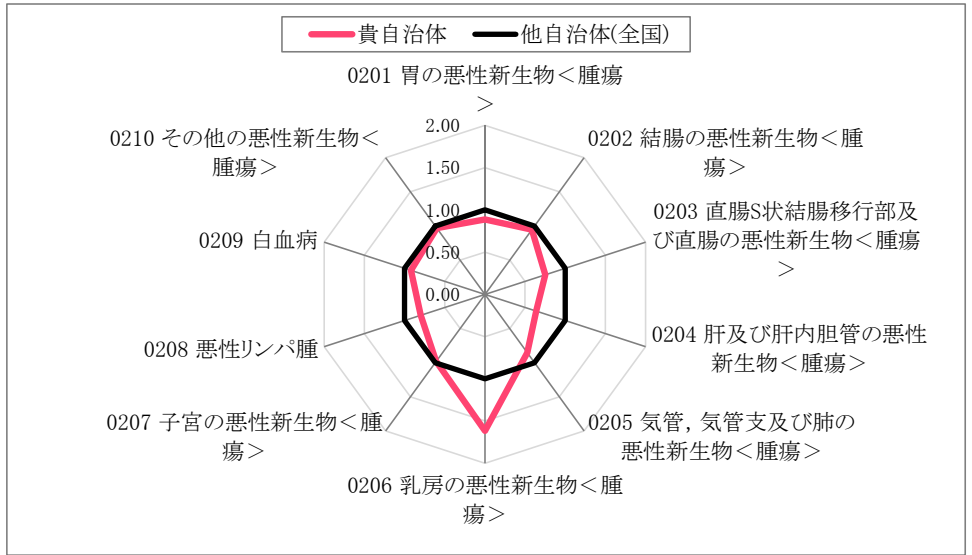 貴自治体
他自治体(全国)
0201 胃の悪性新生物＜腫瘍
＞
0202 結腸の悪性新生物＜腫
瘍＞
0203 直腸S状結腸移行部及
び直腸の悪性新生物＜腫瘍
＞
0204 肝及び肝内胆管の悪性
新生物＜腫瘍＞
0205 気管，気管支及び肺の
悪性新生物＜腫瘍＞
0206 乳房の悪性新生物＜腫
瘍＞
0207 子宮の悪性新生物＜腫
瘍＞
0208 悪性リンパ腫
0209 白血病
0210 その他の悪性新生物＜
腫瘍＞
2.00
1.50
1.00
0.50
0.00